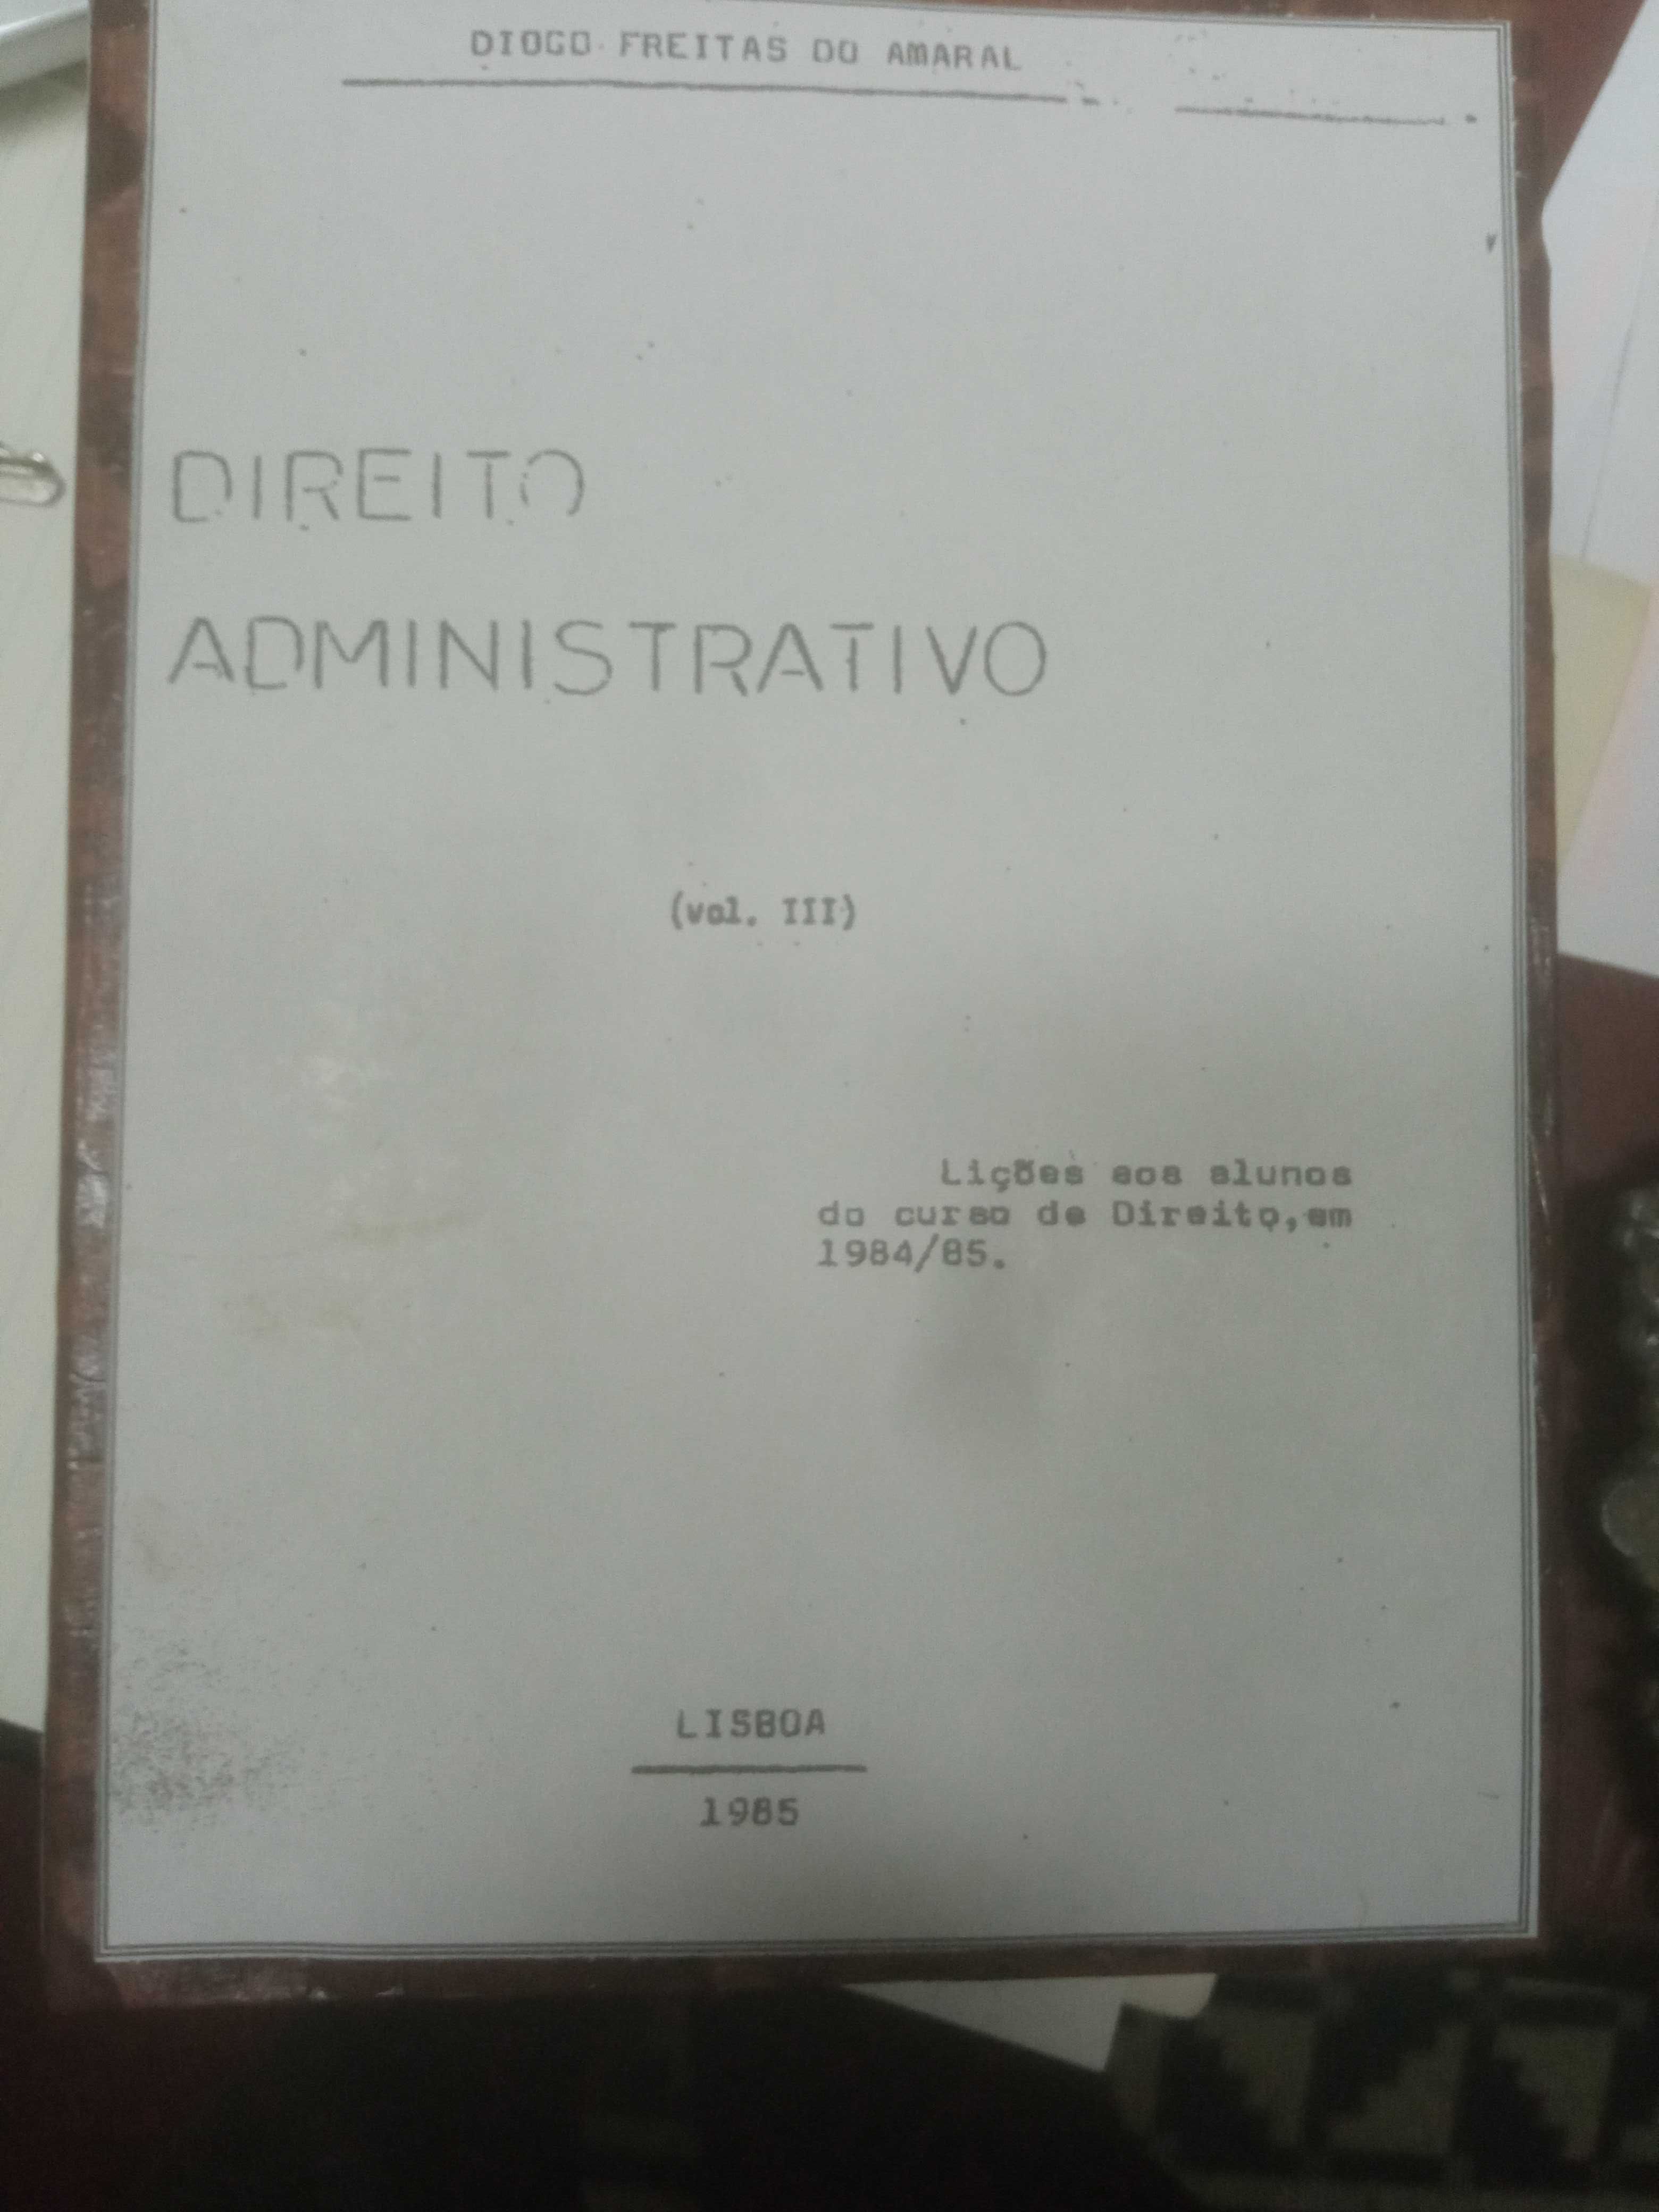 DIOGO FREITAS DO AMARAL
DIREITO
ADMINISTRATIVO
(vol. III)
Lições aos alunos
do curso de Direito, em
1984/85.
LISBOA
1985